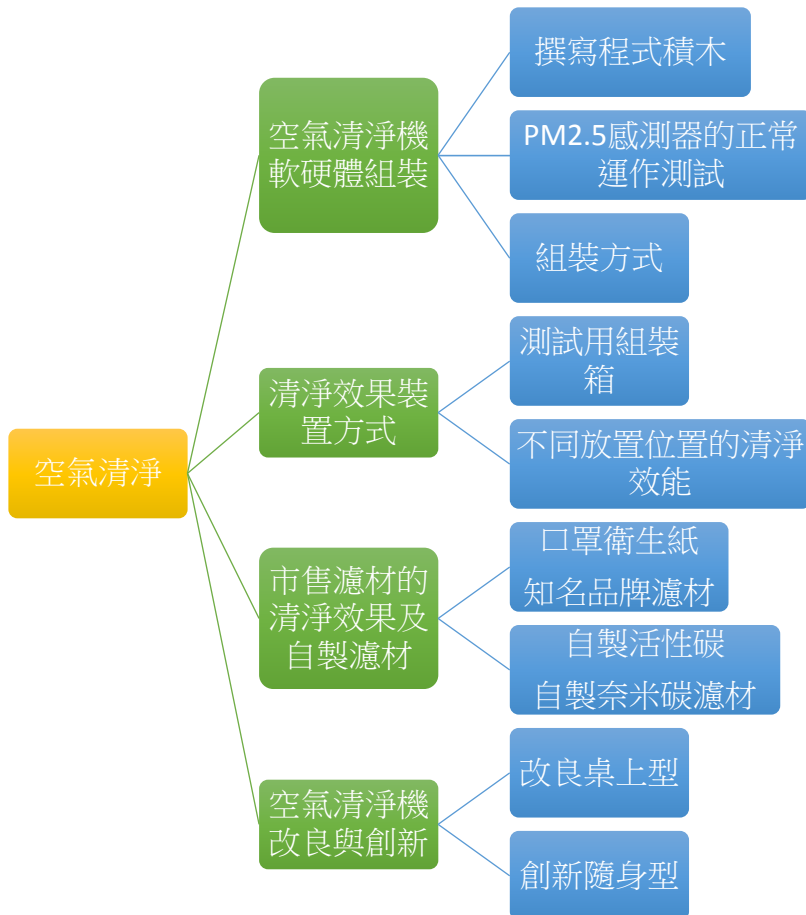 撰寫程式積木
空氣清淨機
軟硬體組裝
PM2.5感測器的正常
運作測試
組裝方式
測試用組裝
箱
清淨效果裝
置方式
不同放置位置的清淨
效能
空氣清淨
口罩衛生紙
知名品牌濾材
市售濾材的
清淨效果及
自製濾材
自製活性碳
自製奈米碳濾材
改良桌上型
空氣清淨機
改良與創新
創新隨身型